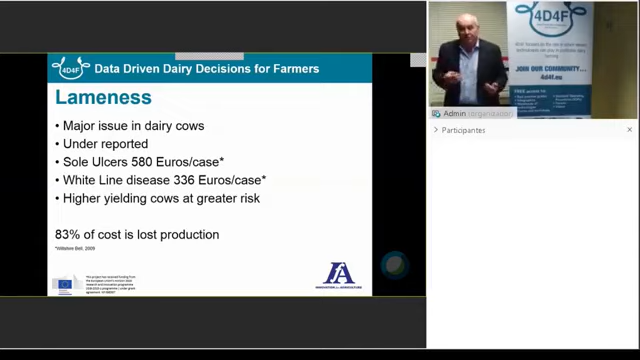 4D4F
Data Driven Dairy Decisions for Farmers
Lameness
• Major issue in dairy cows
• Under reported
• Sole Ulcers 580 Euros/case*
• White Line disease 336 Euros/case*
• Higher yielding cows at greater risk
83% of cost is lost production
*Wiltshire Bell, 2009
IA
INNOVATION for AGRICULTURE
4D4F
JOIN OUR COMMUNITY...
4d4f.eu
Admin (organizador)
Participantes